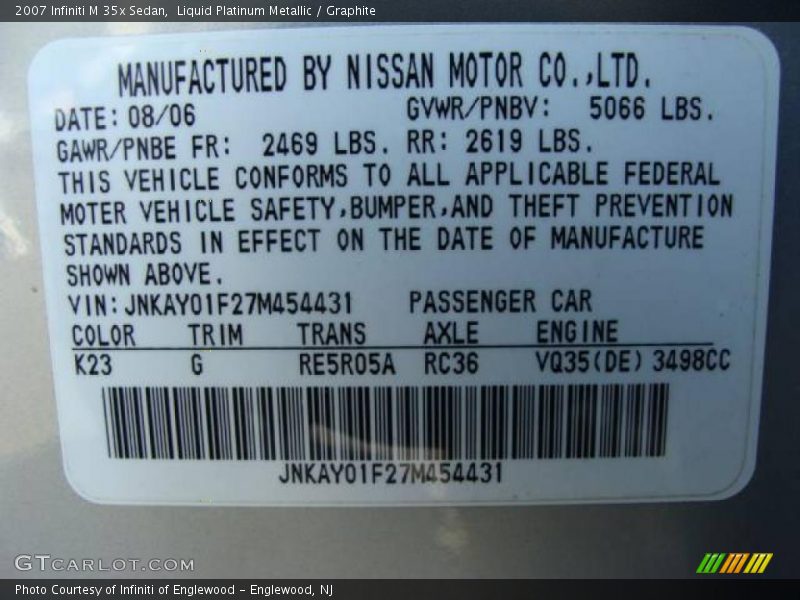 2007 Infiniti M 35x Sedan,  Liquid Platinum Metallic / Graphite
MANUFACTURED BY NISSAN MOTOR CO.,LTD.
DATE: 08/06 GVWR/PNBV: 5066 LBS.
GAWR/PNBE FR: 2469 LBS. RR: 2619 LBS.
THIS VEHICLE CONFORMS TO ALL APPLICABLE FEDERAL
MOTER VEHICLE SAFETY,BUMPER,AND THEFT PREVENTION
STANDARDS IN EFFECT ON THE DATE OF MANUFACTURE
SHOWN ABOVE.
VIN: JNKAY01F27M454431 PASSENGER CAR
COLOR TRIM TRANS AXLE ENGINE
K23 G RE5R05A RC36 VQ35(DE) 3498CC
JNKAY01F27M454431
GTCARLOT.COM
Photo Courtesy of Infiniti of Englewood - Englewood, NJ